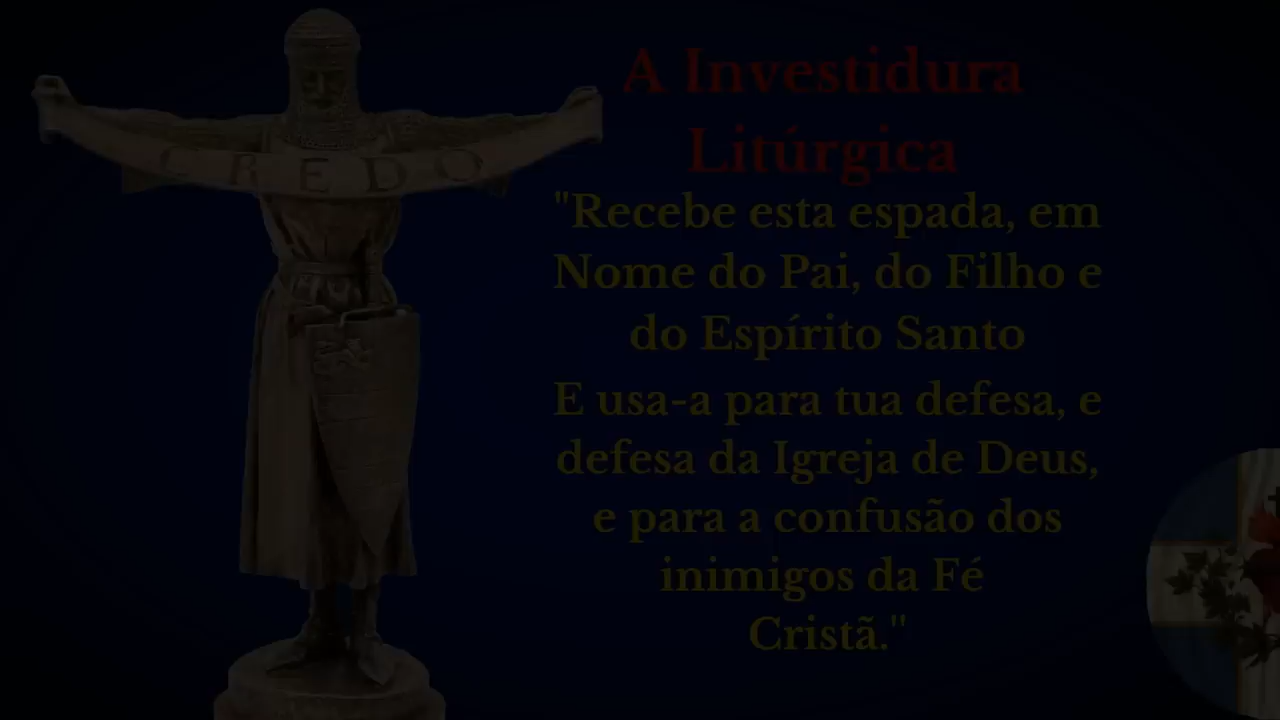 CREDO
A Investidura
Litúrgica
"Recebe esta espada, em
Nome do Pai, do Filho e
do Espírito Santo
E usa-a para tua defesa, e
defesa da Igreja de Deus,
e para a confusão dos
inimigos da Fé
Cristã."